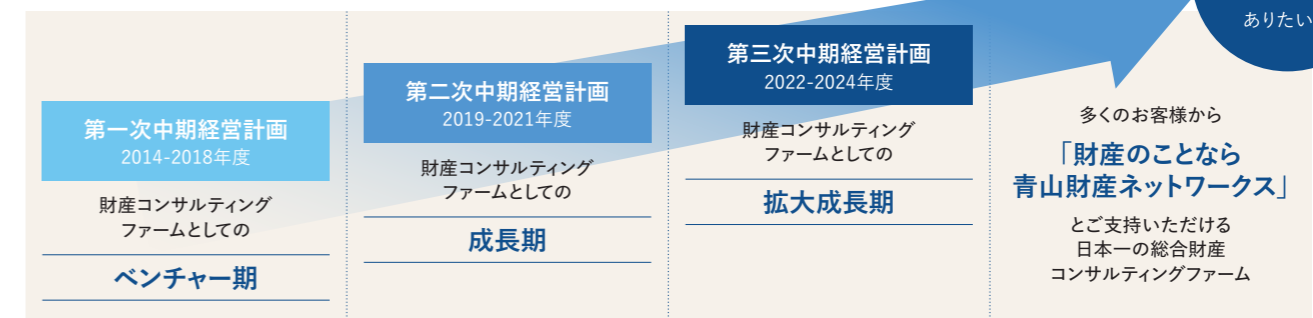 第一次中期経営計画
2014-2018年度
財産コンサルティング
ファームとしての
ベンチャー期
第二次中期経営計画
2019-2021年度
財産コンサルティング
ファームとしての
成長期
第三次中期経営計画
2022-2024年度
財産コンサルティング
ファームとしての
拡大成長期
ありたい
多くのお客様から
「財産のことなら
青山財産ネットワークス」
とご支持いただける
日本一の総合財産
コンサルティングファーム